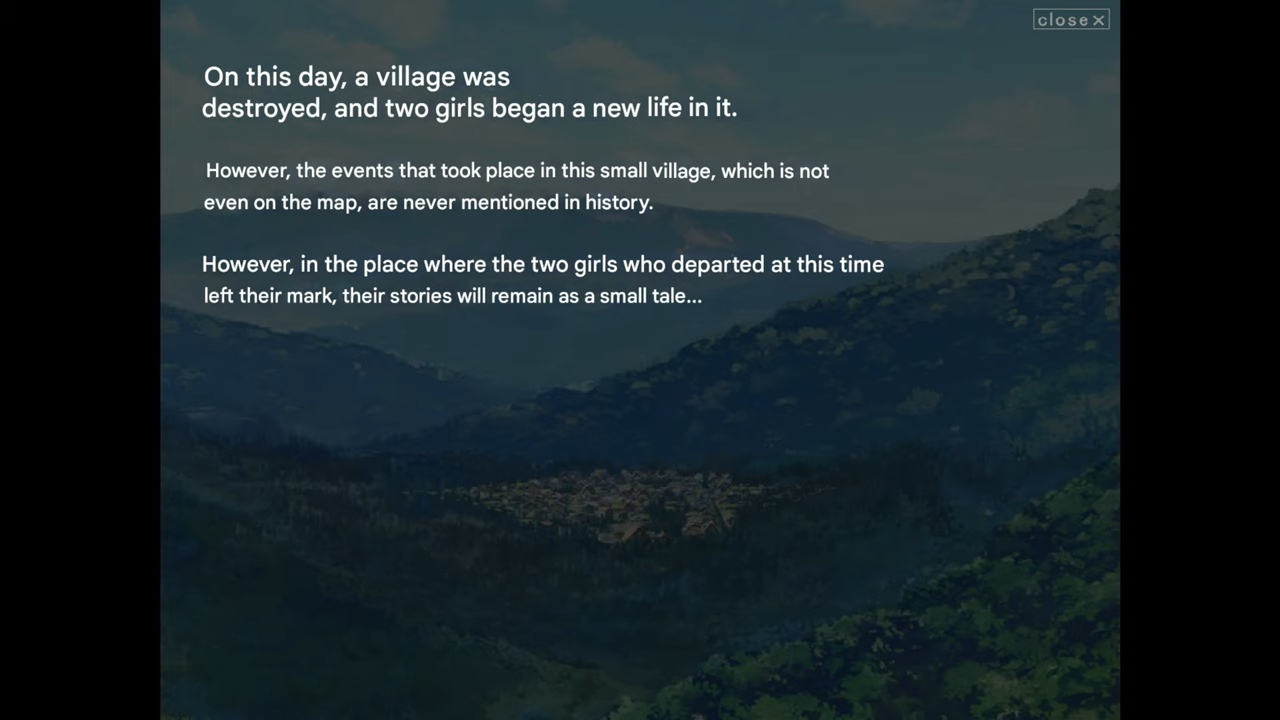 close×
On this day, a village was
destroyed, and two girls began a new life in it.
However, the events that took place in this small village, which is not
even on the map, are never mentioned in history.
However, in the place where the two girls who departed at this time
left their mark, their stories will remain as a small tale...